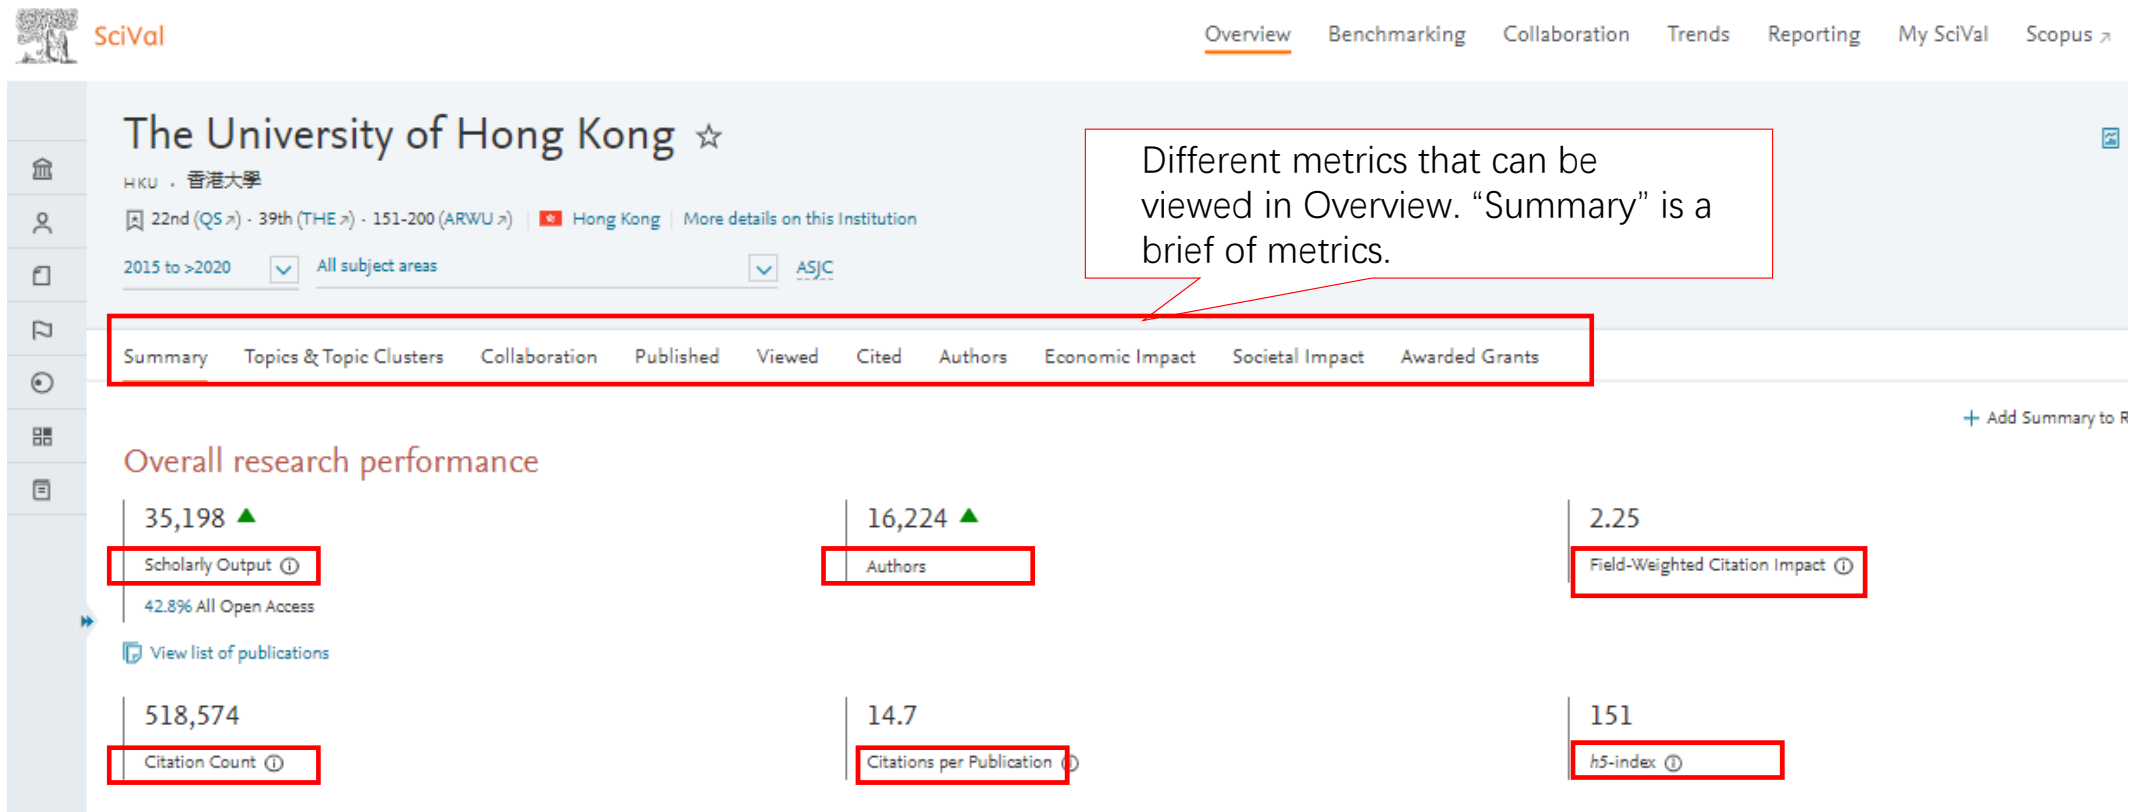 SciVal
Overview Benchmarking Collaboration Trends Reporting My SciVal Scopus
The University of Hong Kong
HKU . 香港大學
22nd (QS) · 39th (THE) · 151-200 (ARWU) Hong Kong More details on this Institution
2015 to >2020 All subject areas ASJC
Different metrics that can be
viewed in Overview. “Summary” is a
brief of metrics.
Summary Topics & Topic Clusters Collaboration Published Viewed Cited Authors Economic Impact Societal Impact Awarded Grants
+ Add Summary to R
Overall research performance
35,198 16,224 2.25
Scholarly Output Authors Field-Weighted Citation Impact
42.8% All Open Access
View list of publications
518,574 14.7 151
Citation Count Citations per Publication h5-index